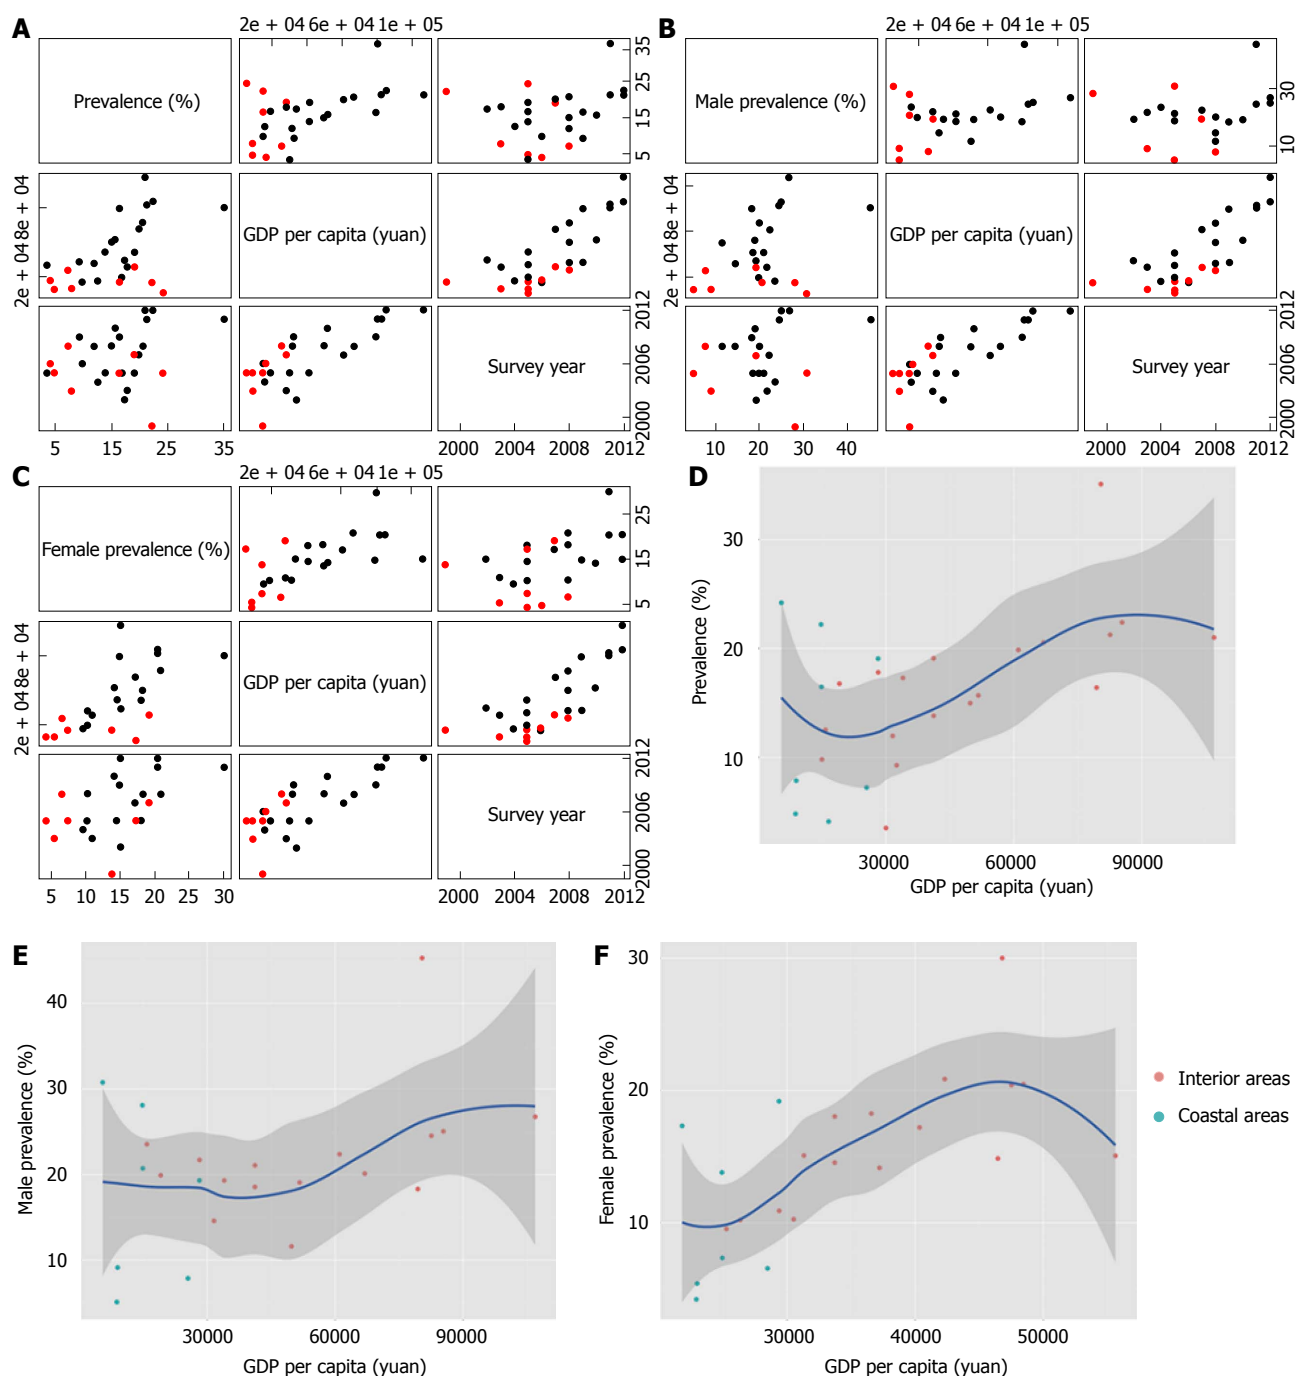 A
2e + 04 6e + 04 1e + 05
Prevalence (%)
35
25
15
5
2e + 04 8e + 04
GDP per capita (yuan)
Survey year
2012
2006
2000
5 15 25 35
2000 2004 2008 2012
B
2e + 04 6e + 04 1e + 05
Male prevalence (%)
30
10
2e + 04 8e + 04
GDP per capita (yuan)
Survey year
2012
2006
2000
10 20 30 40
2000 2004 2008 2012
C
2e + 04 6e + 04 1e + 05
Female prevalence (%)
25
15
5
2e + 04 8e + 04
GDP per capita (yuan)
Survey year
2012
2006
2000
5 10 15 20 25 30
2000 2004 2008 2012
D
Prevalence (%)
30
20
10
30000 60000 90000
GDP per capita (yuan)
E
Male prevalence (%)
40
30
20
10
30000 60000 90000
GDP per capita (yuan)
F
Female prevalence (%)
30
20
10
30000 40000 50000
GDP per capita (yuan)
Interior areas
Coastal areas